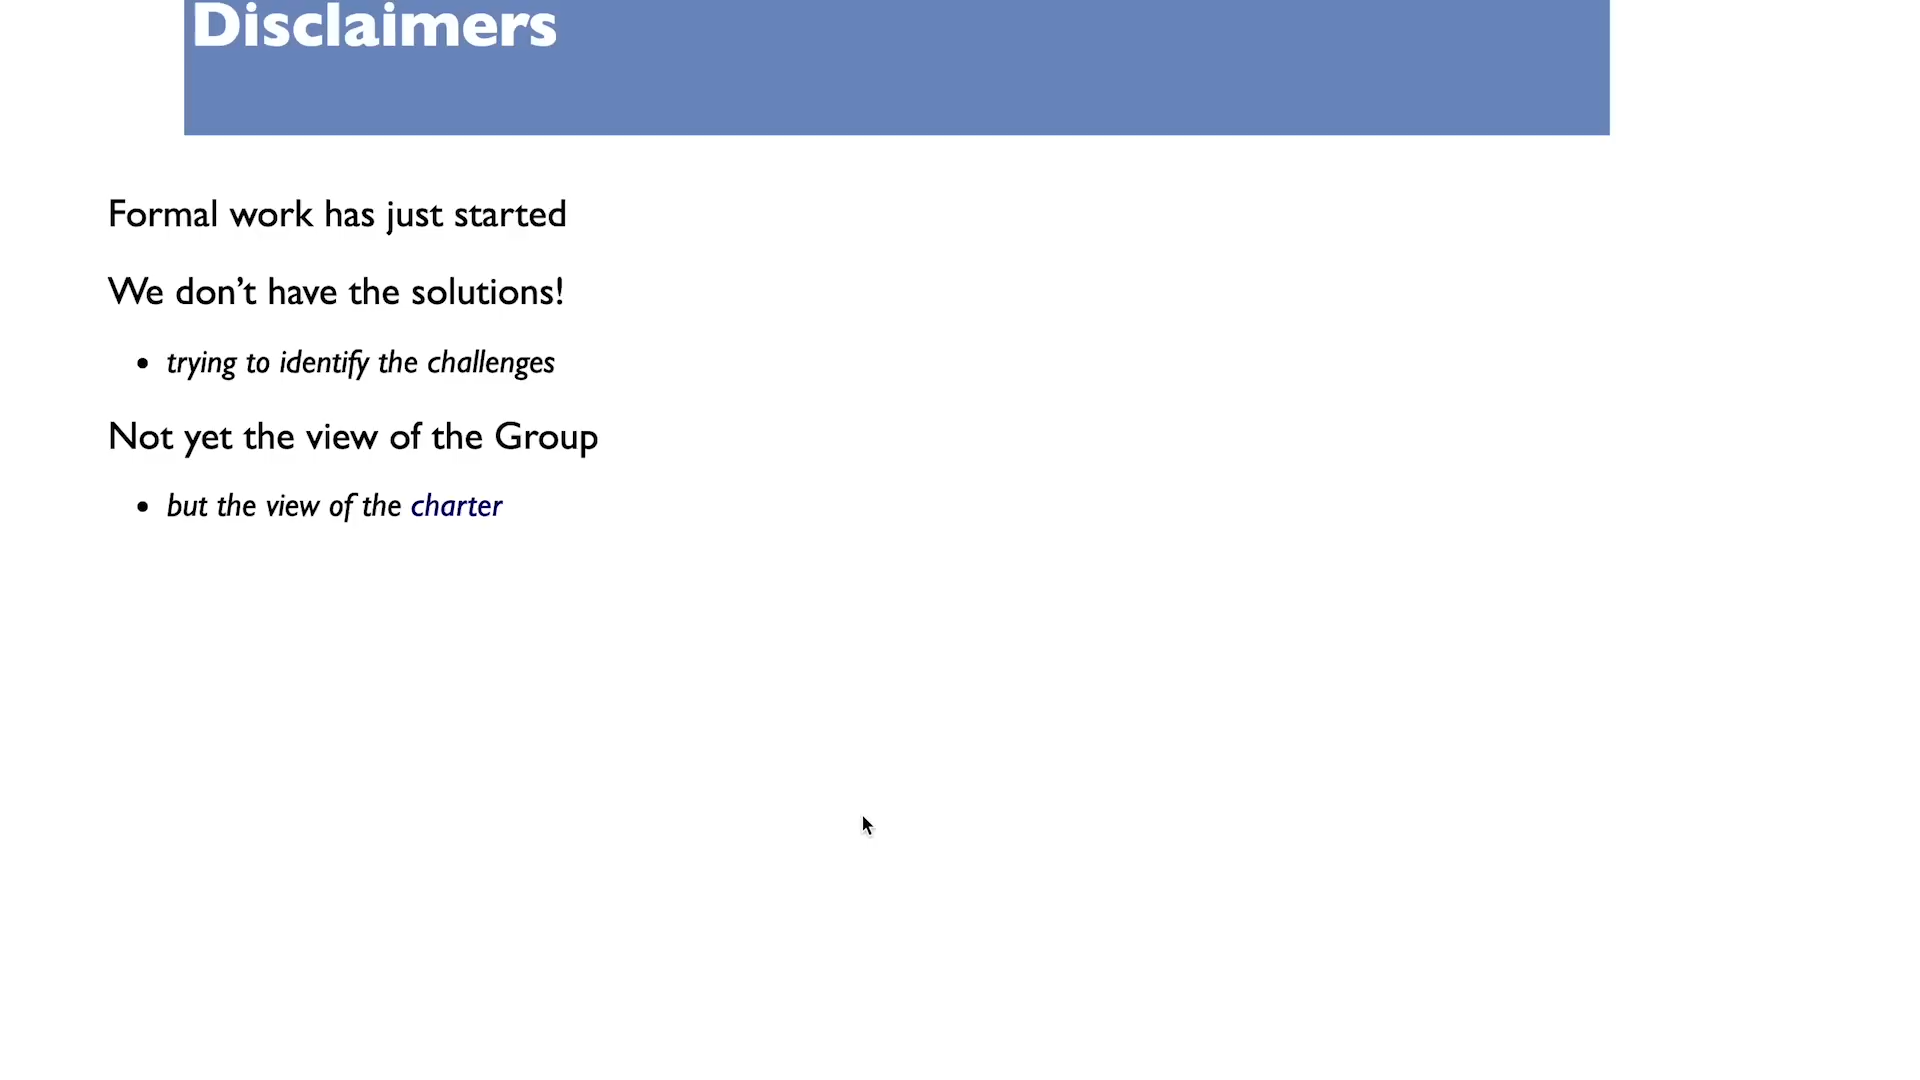 Disclaimers
Formal work has just started
We don’t have the solutions!
• trying to identify the challenges
Not yet the view of the Group
• but the view of the charter